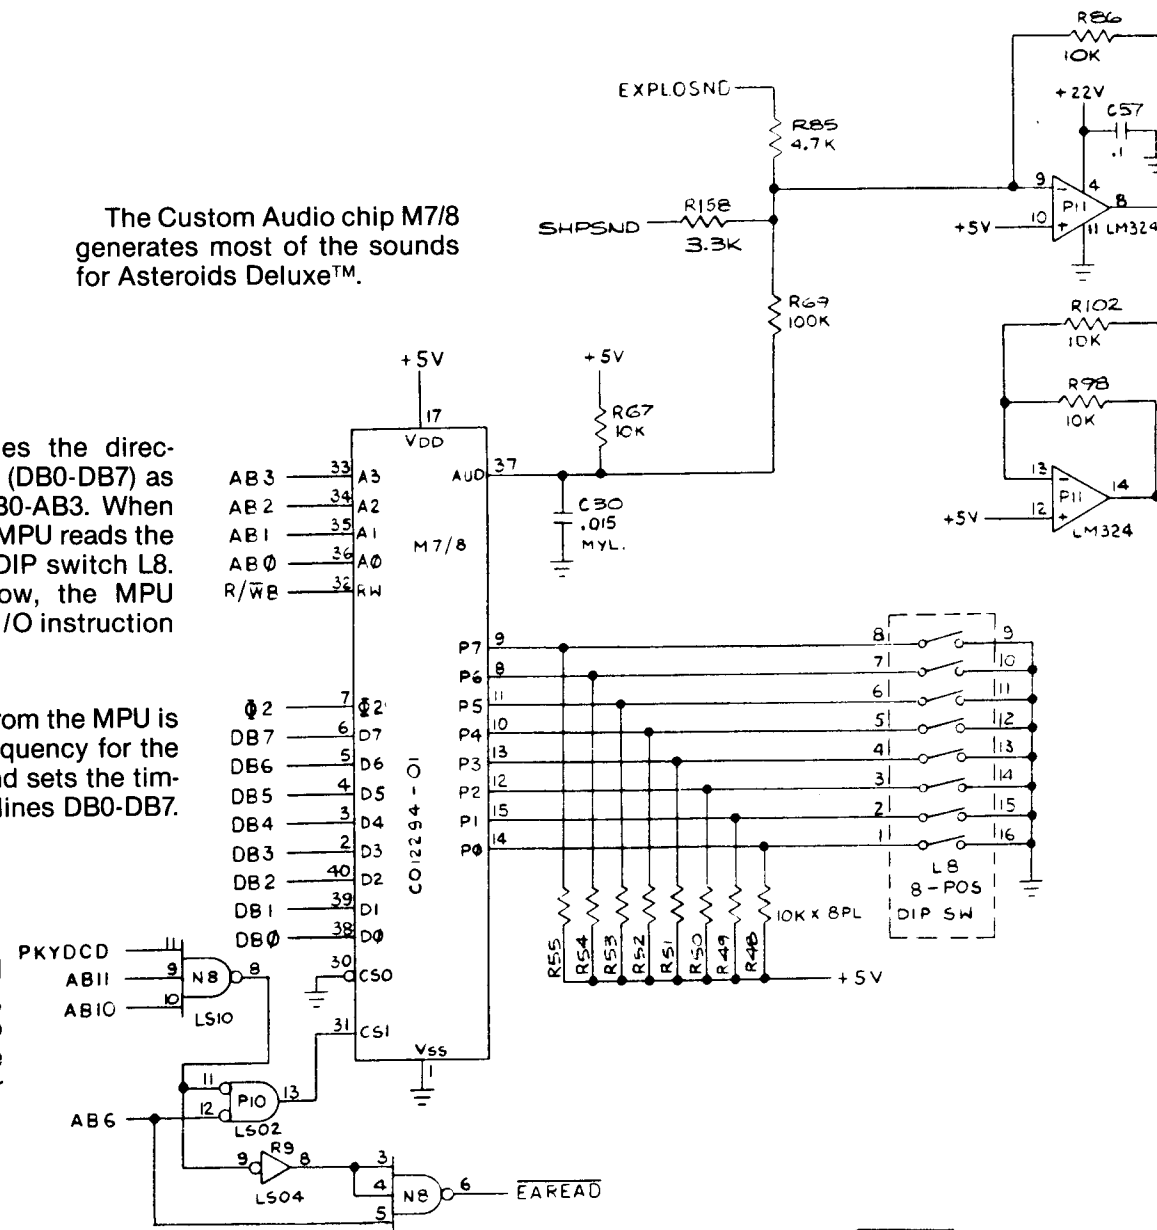 R86
10K
EXPLOSND
+22V
C57
.1
R85
4.7K
The Custom Audio chip M7/8
generates most of the sounds
for Asteroids Deluxe™.
R158
3.3K
SHPSND
9
4
P11
8
10
+5V
11
LM324
R69
100K
R102
10K
+5V
+5V
R98
10K
17
VDD
R67
10K
es the direc-
(DB0-DB7) as
30-AB3. When
MPU reads the
DIP switch L8.
ow, the MPU
/O instruction
AB3 33 A3
AUD 37
AB2 34 A2
AB1 35 A1
ABØ 36 AØ
R/W̅B 32 RW
M7/8
C30
.015
MYL.
13
P11
14
+5V 12
LM324
P7 9 8 9
P6 8 7 10
P5 11 6 11
P4 10 5 12
P3 13 4 13
P2 12 3 14
P1 15 2 15
PØ 14 1 16
rom the MPU is
quency for the
nd sets the tim-
lines DB0-DB7.
Φ2 7 Φ2
DB7 6 D7
DB6 5 D6
DB5 4 D5
DB4 3 D4
DB3 2 D3
DB2 40 D2
DB1 39 D1
DBØ 38 DØ
C012294-01
L8
8-POS
DIP SW
10K X 8PL
R55
R54
R53
R52
R51
R50
R49
R48
+5V
PKYDCD 11
AB11 9 N8 8
AB10 10
LS10
30 CSO
31 CS1
VSS
1
11
P10 13
AB6 12
LS02
R9
9 8
LS04
3
4 N8 6 E̅A̅R̅E̅A̅D̅
5